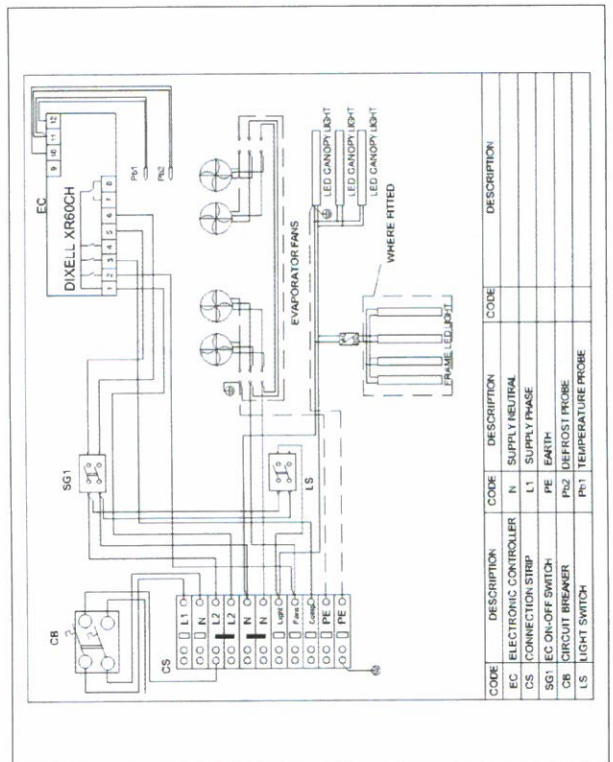 EC
DIXELL XR60CH
9 10 11 12
1 2 3 4 5 6 7 8
Pb1
Pb2
SG1
LS
CB
CS
L1
N
L2
L2
N
N
Light
Fans
Comp
PE
PE
EVAPORATOR FANS
LED CANOPY LIGHT
LED CANOPY LIGHT
LED CANOPY LIGHT
WHERE FITTED
FRAME LED LIGHT
CODE DESCRIPTION CODE DESCRIPTION CODE DESCRIPTION
EC ELECTRONIC CONTROLLER N SUPPLY NEUTRAL
CS CONNECTION STRIP L1 SUPPLY PHASE
SG1 EC ON-OFF SWITCH PE EARTH
CB CIRCUIT BREAKER Pb2 DEFROST PROBE
LS LIGHT SWITCH Pb1 TEMPERATURE PROBE